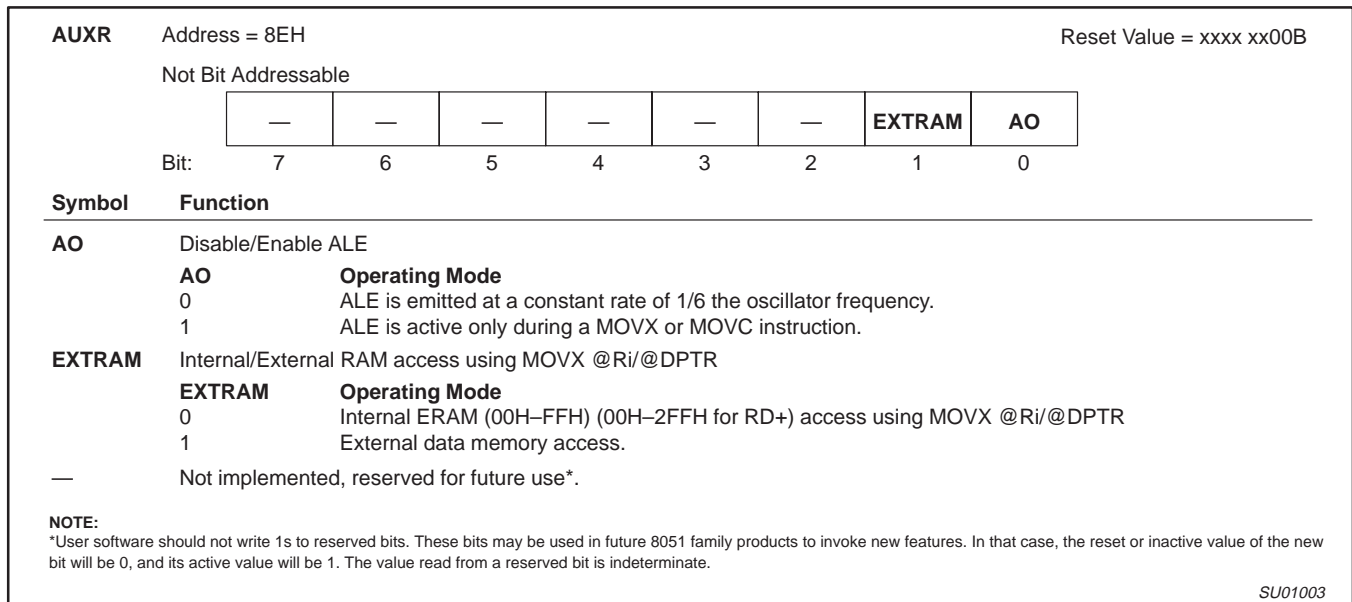 AUXR Address = 8EH Reset Value = xxxx xx00B
Not Bit Addressable
— — — — — — EXTRAM AO
Bit: 7 6 5 4 3 2 1 0
Symbol Function
AO Disable/Enable ALE
AO Operating Mode
0 ALE is emitted at a constant rate of 1/6 the oscillator frequency.
1 ALE is active only during a MOVX or MOVC instruction.
EXTRAM Internal/External RAM access using MOVX @Ri/@DPTR
EXTRAM Operating Mode
0 Internal ERAM (00H–FFH) (00H–2FFH for RD+) access using MOVX @Ri/@DPTR
1 External data memory access.
— Not implemented, reserved for future use*.
NOTE:
*User software should not write 1s to reserved bits. These bits may be used in future 8051 family products to invoke new features. In that case, the reset or inactive value of the new
bit will be 0, and its active value will be 1. The value read from a reserved bit is indeterminate.
SU01003